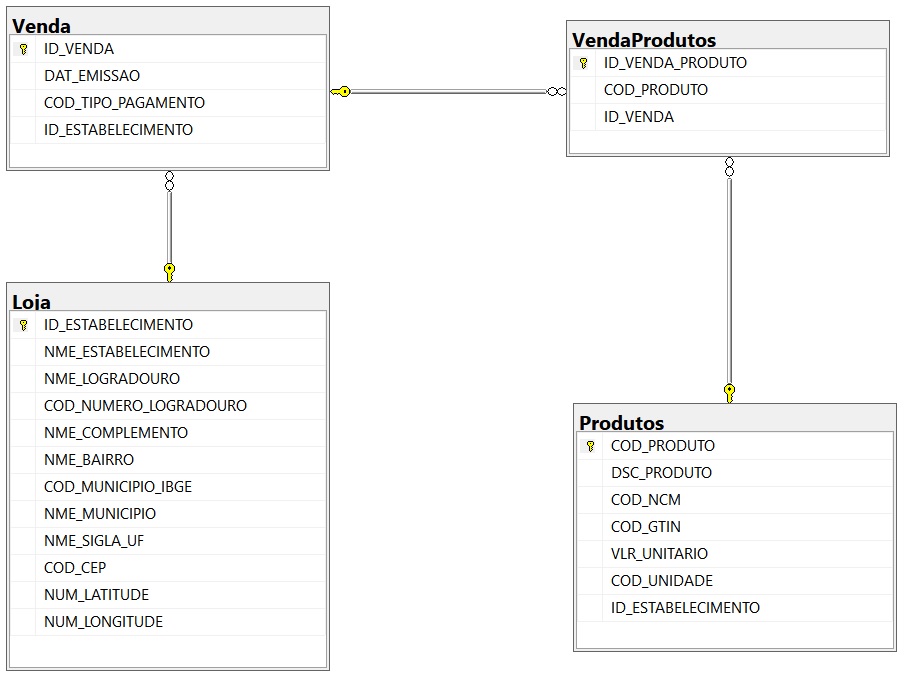 Venda
ID_VENDA
DAT_EMISSAO
COD_TIPO_PAGAMENTO
ID_ESTABELECIMENTO
VendaProdutos
ID_VENDA_PRODUTO
COD_PRODUTO
ID_VENDA
Loja
ID_ESTABELECIMENTO
NME_ESTABELECIMENTO
NME_LOGRADOURO
COD_NUMERO_LOGRADOURO
NME_COMPLEMENTO
NME_BAIRRO
COD_MUNICIPIO_IBGE
NME_MUNICIPIO
NME_SIGLA_UF
COD_CEP
NUM_LATITUDE
NUM_LONGITUDE
Produtos
COD_PRODUTO
DSC_PRODUTO
COD_NCM
COD_GTIN
VLR_UNITARIO
COD_UNIDADE
ID_ESTABELECIMENTO